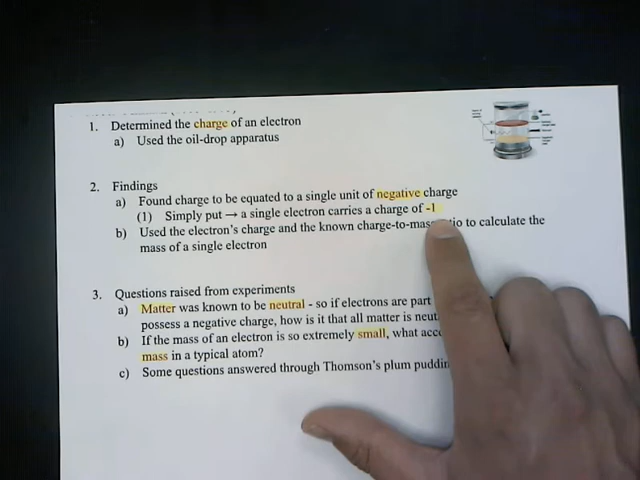 1. Determined the charge of an electron
a) Used the oil-drop apparatus
2. Findings
a) Found charge to be equated to a single unit of negative charge
(1) Simply put → a single electron carries a charge of -1
b) Used the electron's charge and the known charge-to-mass to calculate the
mass of a single electron
3. Questions raised from experiments
a) Matter was known to be neutral - so if electrons are part
possess a negative charge, how is it that all matter is
b) If the mass of an electron is so extremely small, what
mass in a typical atom?
c) Some questions answered through Thomson's plum